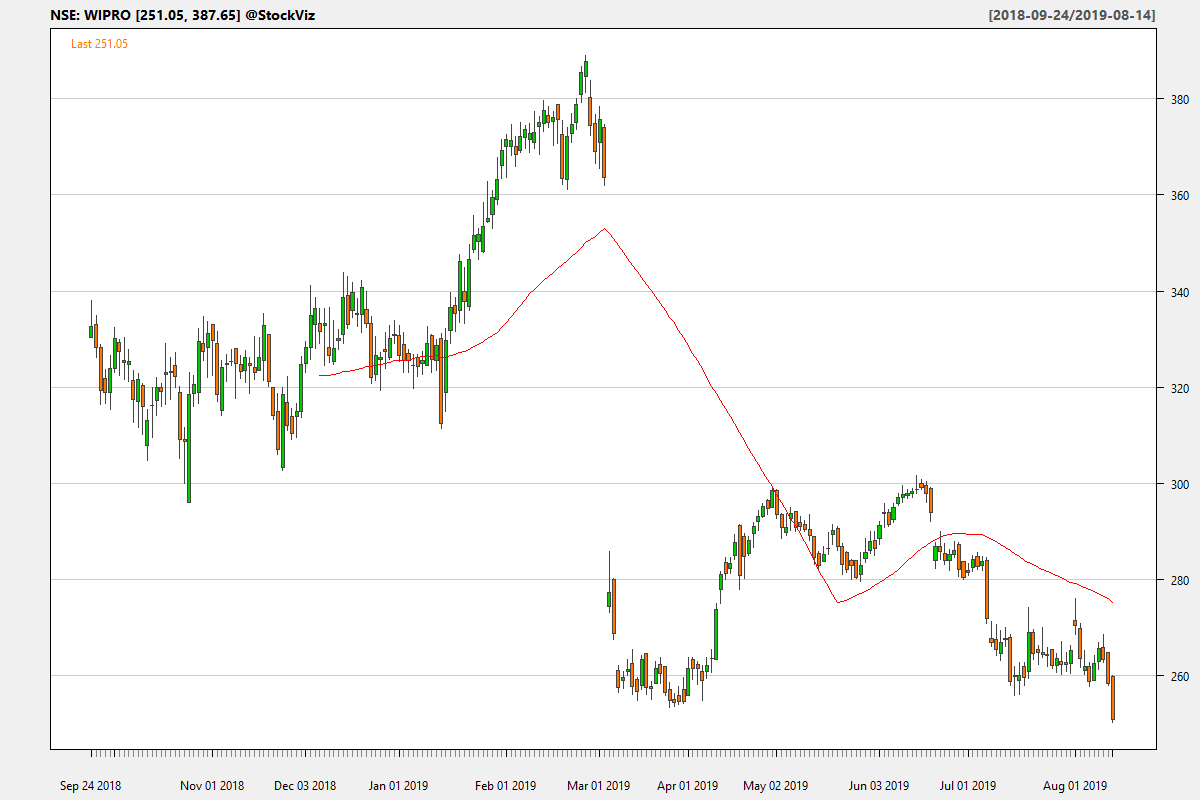 NSE: WIPRO [251.05, 387.65] @StockViz
[2018-09-24/2019-08-14]
Last 251.05
380
360
340
320
300
280
260
Sep 24 2018 Nov 01 2018 Dec 03 2018 Jan 01 2019 Feb 01 2019 Mar 01 2019 Apr 01 2019 May 02 2019 Jun 03 2019 Jul 01 2019 Aug 01 2019